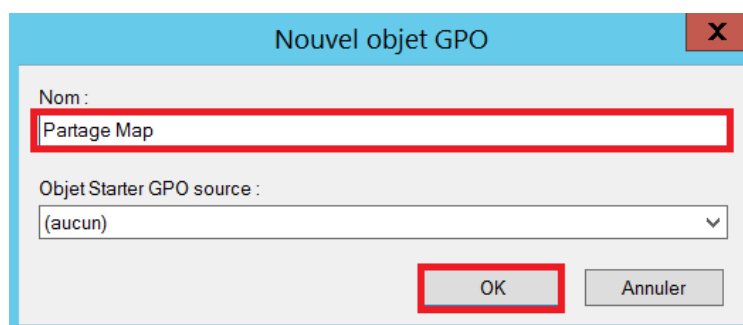 Nouvel objet GPO
X
Nom :
Partage Map
Objet Starter GPO source :
(aucun)
OK Annuler